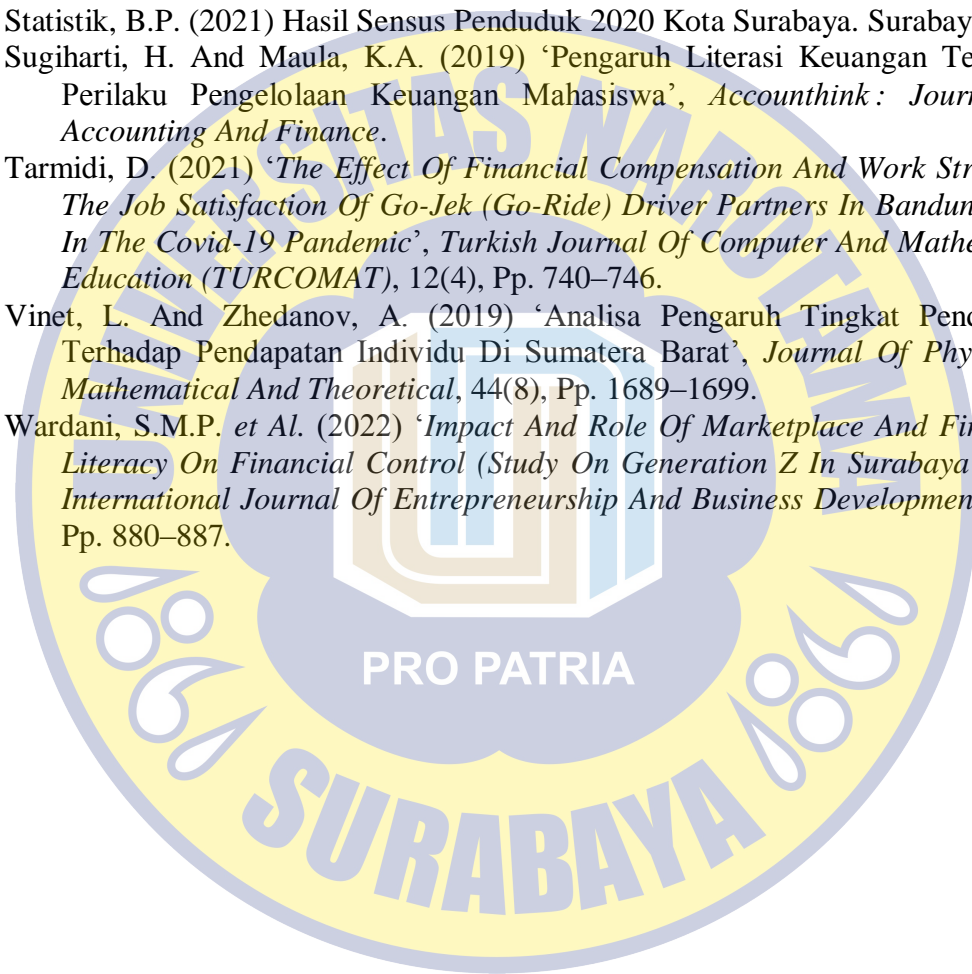 Statistik, B.P. (2021) Hasil Sensus Penduduk 2020 Kota Surabaya. Surabay
Sugiharti, H. And Maula, K.A. (2019) ‘Pengaruh Literasi Keuangan Te
Perilaku Pengelolaan Keuangan Mahasiswa’, Accounthink : Journ
Accounting And Finance.
Tarmidi, D. (2021) ‘The Effect Of Financial Compensation And Work Str
The Job Satisfaction Of Go-Jek (Go-Ride) Driver Partners In Bandun
In The Covid-19 Pandemic’, Turkish Journal Of Computer And Mathe
Education (TURCOMAT), 12(4), Pp. 740–746.
Vinet, L. And Zhedanov, A. (2019) ‘Analisa Pengaruh Tingkat Pend
Terhadap Pendapatan Individu Di Sumatera Barat’, Journal Of Phy
Mathematical And Theoretical, 44(8), Pp. 1689–1699.
Wardani, S.M.P. et Al. (2022) ‘Impact And Role Of Marketplace And Fin
Literacy On Financial Control (Study On Generation Z In Surabaya
International Journal Of Entrepreneurship And Business Developmen
Pp. 880–887.
UNIVERSITAS NAROTAMA
PRO PATRIA
SURABAYA